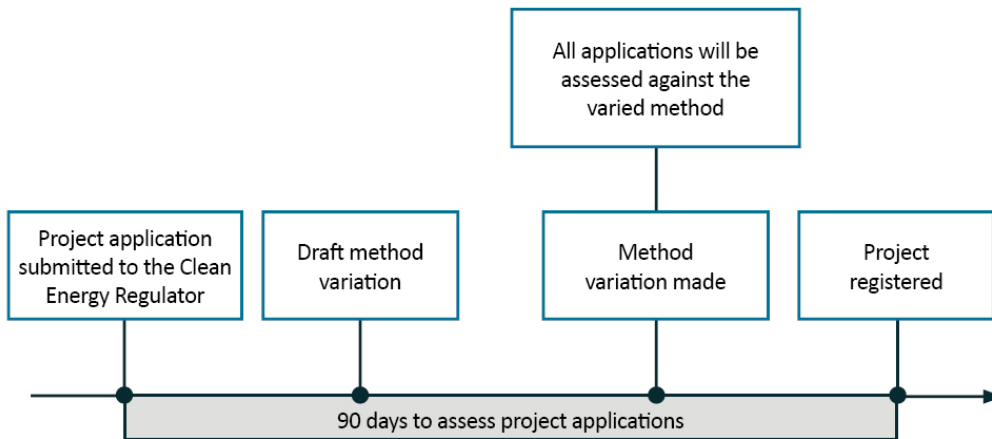 All applications will be
assessed against the
varied method
Project application
submitted to the Clean
Energy Regulator
Draft method
variation
Method
variation made
Project
registered
90 days to assess project applications